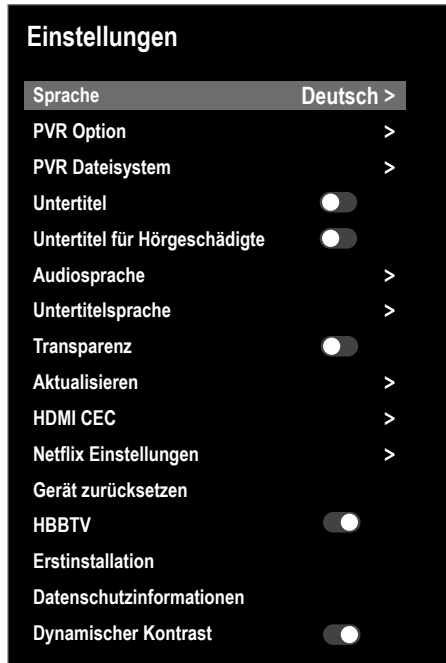 Einstellungen
Sprache Deutsch >
PVR Option >
PVR Dateisystem >
Untertitel
Untertitel für Hörgeschädigte
Audiosprache >
Untertitelsprache >
Transparenz
Aktualisieren >
HDMI CEC >
Netflix Einstellungen >
Gerät zurücksetzen
HBBTV
Erstinstallation
Datenschutzinformationen
Dynamischer Kontrast